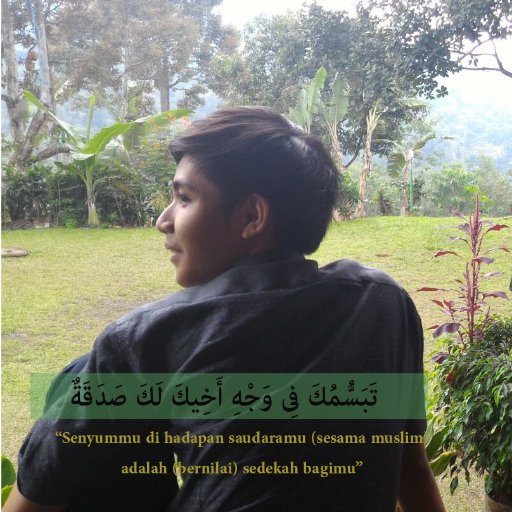 تَبَسُّمُكَ فِى وَجْهِ أَخِيكَ لَكَ صَدَقَةٌ
“Senyummu di hadapan saudaramu (sesama muslim
adalah (bernilai) sedekah bagimu”